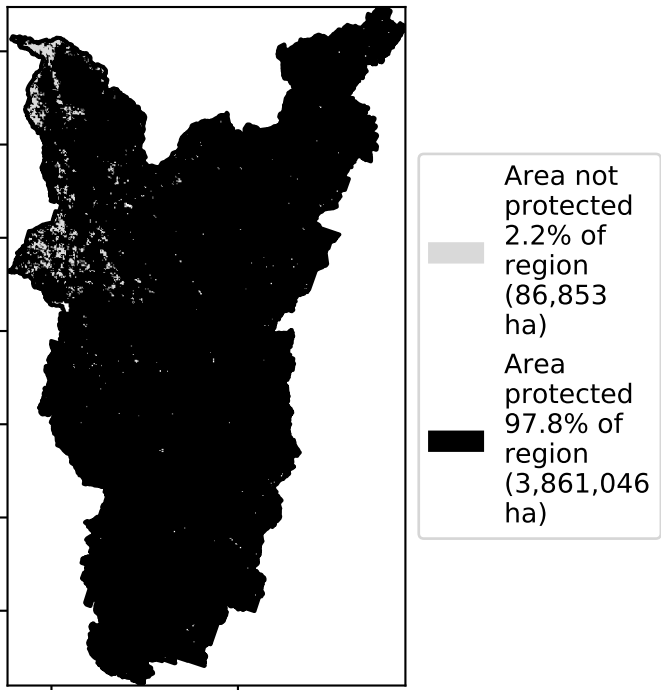 Area not
protected
2.2% of
region
(86,853
ha)
Area
protected
97.8% of
region
(3,861,046
ha)